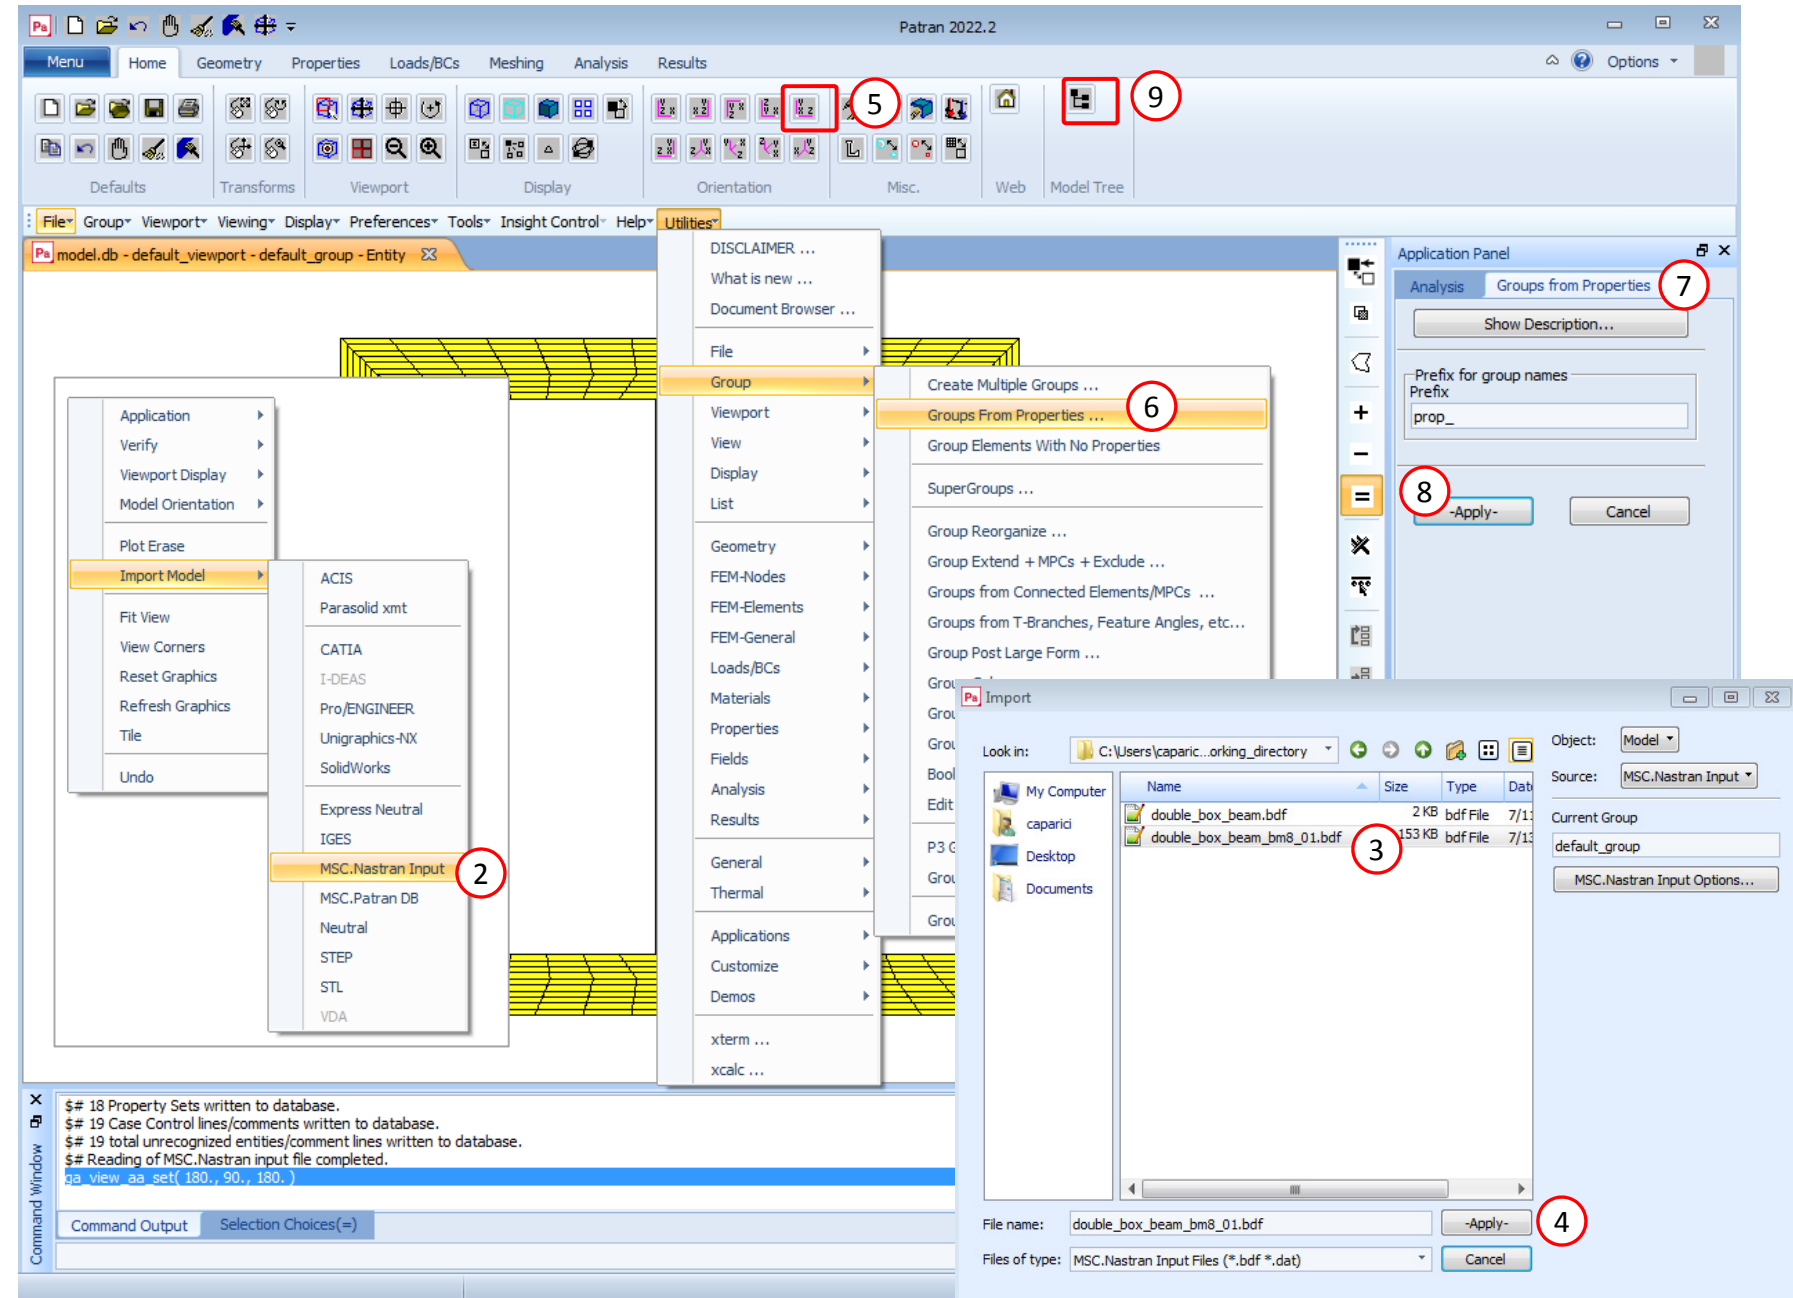 Pa
Patran 2022.2
Menu
Home
Geometry
Properties
Loads/BCs
Meshing
Analysis
Results
Options
5
9
Defaults
Transforms
Viewport
Display
Orientation
Misc.
Web
Model Tree
File
Group
Viewport
Viewing
Display
Preferences
Tools
Insight Control
Help
Utilities
Pa model.db - default_viewport - default_group - Entity
Application
Verify
Viewport Display
Model Orientation
Plot Erase
Import Model
Fit View
View Corners
Reset Graphics
Refresh Graphics
Tile
Undo
ACIS
Parasolid xmt
CATIA
I-DEAS
Pro/ENGINEER
Unigraphics-NX
SolidWorks
Express Neutral
IGES
MSC.Nastran Input
2
MSC.Patran DB
Neutral
STEP
STL
VDA
DISCLAIMER ...
What is new ...
Document Browser ...
File
Group
Viewport
View
Display
List
Geometry
FEM-Nodes
FEM-Elements
FEM-General
Loads/BCs
Materials
Properties
Fields
Analysis
Results
General
Thermal
Applications
Customize
Demos
xterm ...
xcalc ...
Create Multiple Groups ...
Groups From Properties ...
6
Group Elements With No Properties
SuperGroups ...
Group Reorganize ...
Group Extend + MPCs + Exclude ...
Groups from Connected Elements/MPCs ...
Groups from T-Branches, Feature Angles, etc...
Group Post Large Form ...
Application Panel
Analysis
Groups from Properties
7
Show Description...
Prefix for group names
Prefix
prop_
8
-Apply-
Cancel
Pa Import
Look in:
C:\Users\caparic...orking_directory
My Computer
caparici
Desktop
Documents
Name
Size
Type
double_box_beam.bdf
2 KB
bdf File
double_box_beam_bm8_01.bdf
3
153 KB
bdf File
Object:
Model
Source:
MSC.Nastran Input
Current Group
default_group
MSC.Nastran Input Options...
File name:
double_box_beam_bm8_01.bdf
-Apply-
4
Files of type:
MSC.Nastran Input Files (*.bdf *.dat)
Cancel
Command Window
$# 18 Property Sets written to database.
$# 19 Case Control lines/comments written to database.
$# 19 total unrecognized entities/comment lines written to database.
$# Reading of MSC.Nastran input file completed.
ga_view_aa_set( 180., 90., 180. )
Command Output
Selection Choices(=)